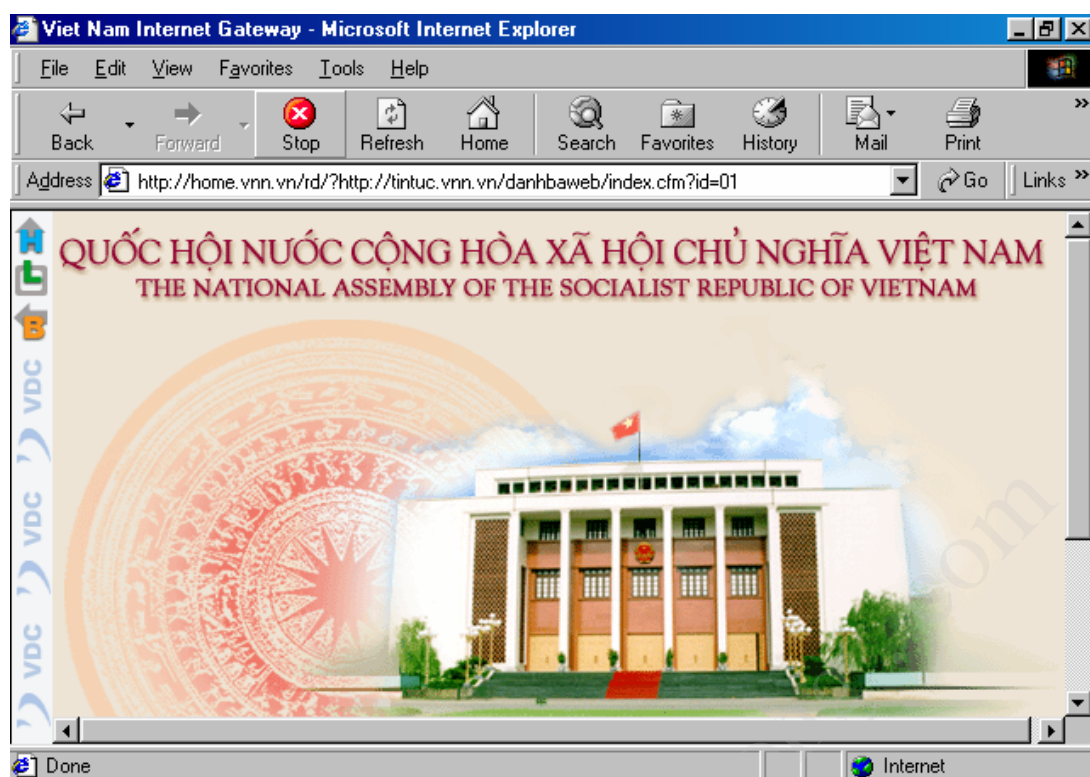 Viet Nam Internet Gateway - Microsoft Internet Explorer
File Edit View Favorites Tools Help
Back Forward Stop Refresh Home Search Favorites History Mail Print »
Address http://home.vnn.vn/rd/?http://tintuc.vnn.vn/danhbaweb/index.cfm?id=01 Go Links »
QUỐC HỘI NƯỚC CỘNG HÒA XÃ HỘI CHỦ NGHĨA VIỆT NAM
THE NATIONAL ASSEMBLY OF THE SOCIALIST REPUBLIC OF VIETNAM
H
L
B
VDC
VDC
VDC
Done Internet